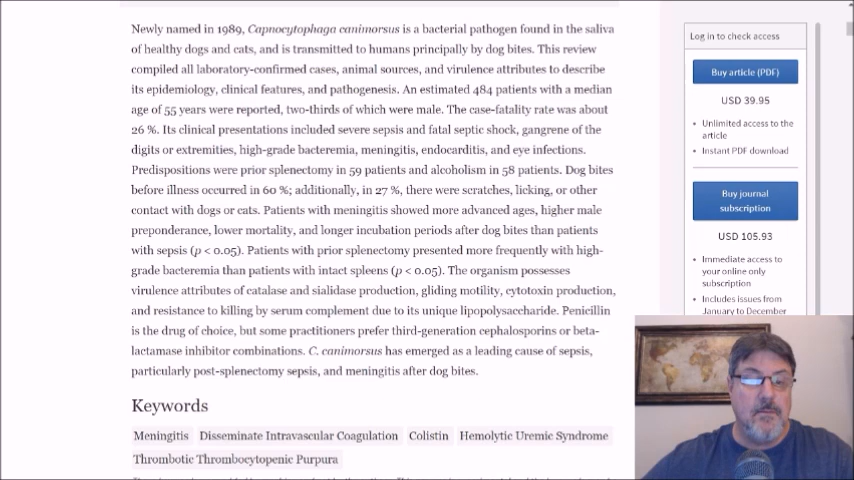 Newly named in 1989, Capnocytophaga canimorsus is a bacterial pathogen found in the saliva
of healthy dogs and cats, and is transmitted to humans principally by dog bites. This review
compiled all laboratory-confirmed cases, animal sources, and virulence attributes to describe
its epidemiology, clinical features, and pathogenesis. An estimated 484 patients with a median
age of 55 years were reported, two-thirds of which were male. The case-fatality rate was about
26 %. Its clinical presentations included severe sepsis and fatal septic shock, gangrene of the
digits or extremities, high-grade bacteremia, meningitis, endocarditis, and eye infections.
Predispositions were prior splenectomy in 59 patients and alcoholism in 58 patients. Dog bites
before illness occurred in 60 %; additionally, in 27 %, there were scratches, licking, or other
contact with dogs or cats. Patients with meningitis showed more advanced ages, higher male
preponderance, lower mortality, and longer incubation periods after dog bites than patients
with sepsis (p < 0.05). Patients with prior splenectomy presented more frequently with high-
grade bacteremia than patients with intact spleens (p < 0.05). The organism possesses
virulence attributes of catalase and sialidase production, gliding motility, cytotoxin production,
and resistance to killing by serum complement due to its unique lipopolysaccharide. Penicillin
is the drug of choice, but some practitioners prefer third-generation cephalosporins or beta-
lactamase inhibitor combinations. C. canimorsus has emerged as a leading cause of sepsis,
particularly post-splenectomy sepsis, and meningitis after dog bites.
Keywords
Meningitis Disseminate Intravascular Coagulation Colistin Hemolytic Uremic Syndrome
Thrombotic Thrombocytopenic Purpura
Log in to check access
Buy article (PDF)
USD 39.95
• Unlimited access to the
article
• Instant PDF download
Buy journal
subscription
USD 105.93
• Immediate access to
your online only
subscription
• Includes issues from
January to December